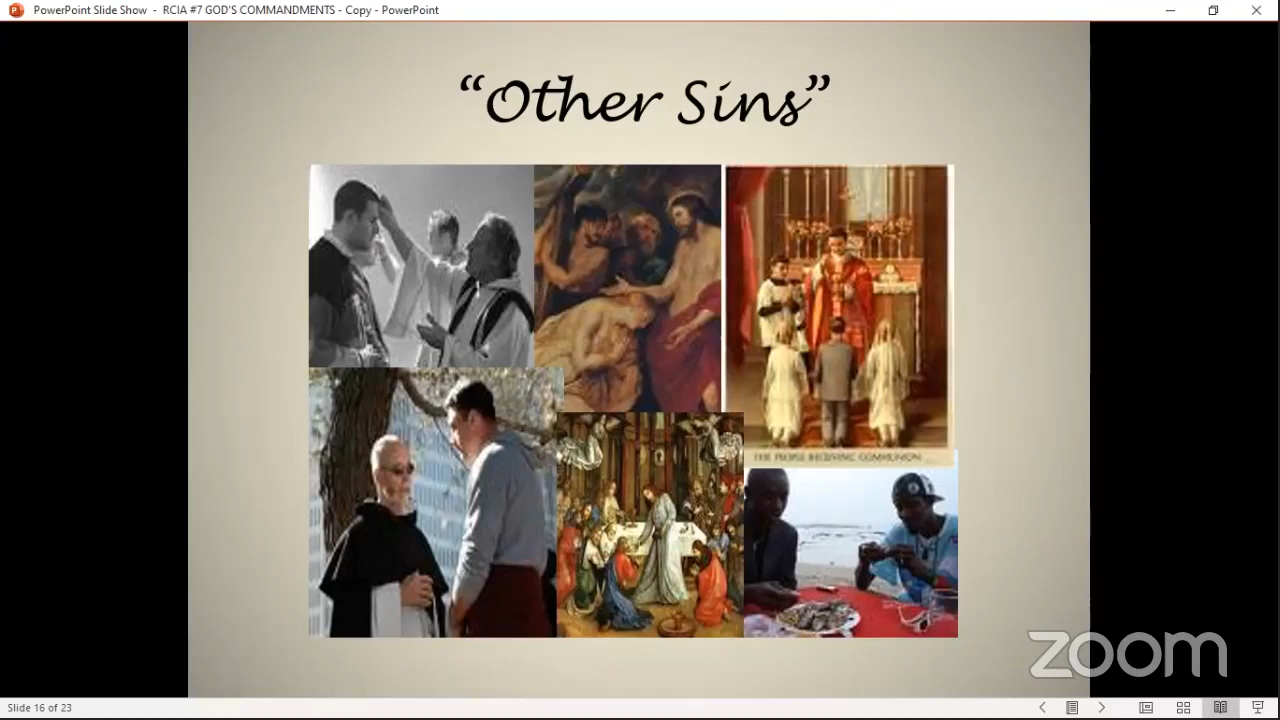 PowerPoint Slide Show - RCIA #7 GOD'S COMMANDMENTS - Copy - PowerPoint
“Other Sins”
THE PEOPLE RECEIVING COMMUNION
zoom
Slide 16 of 23